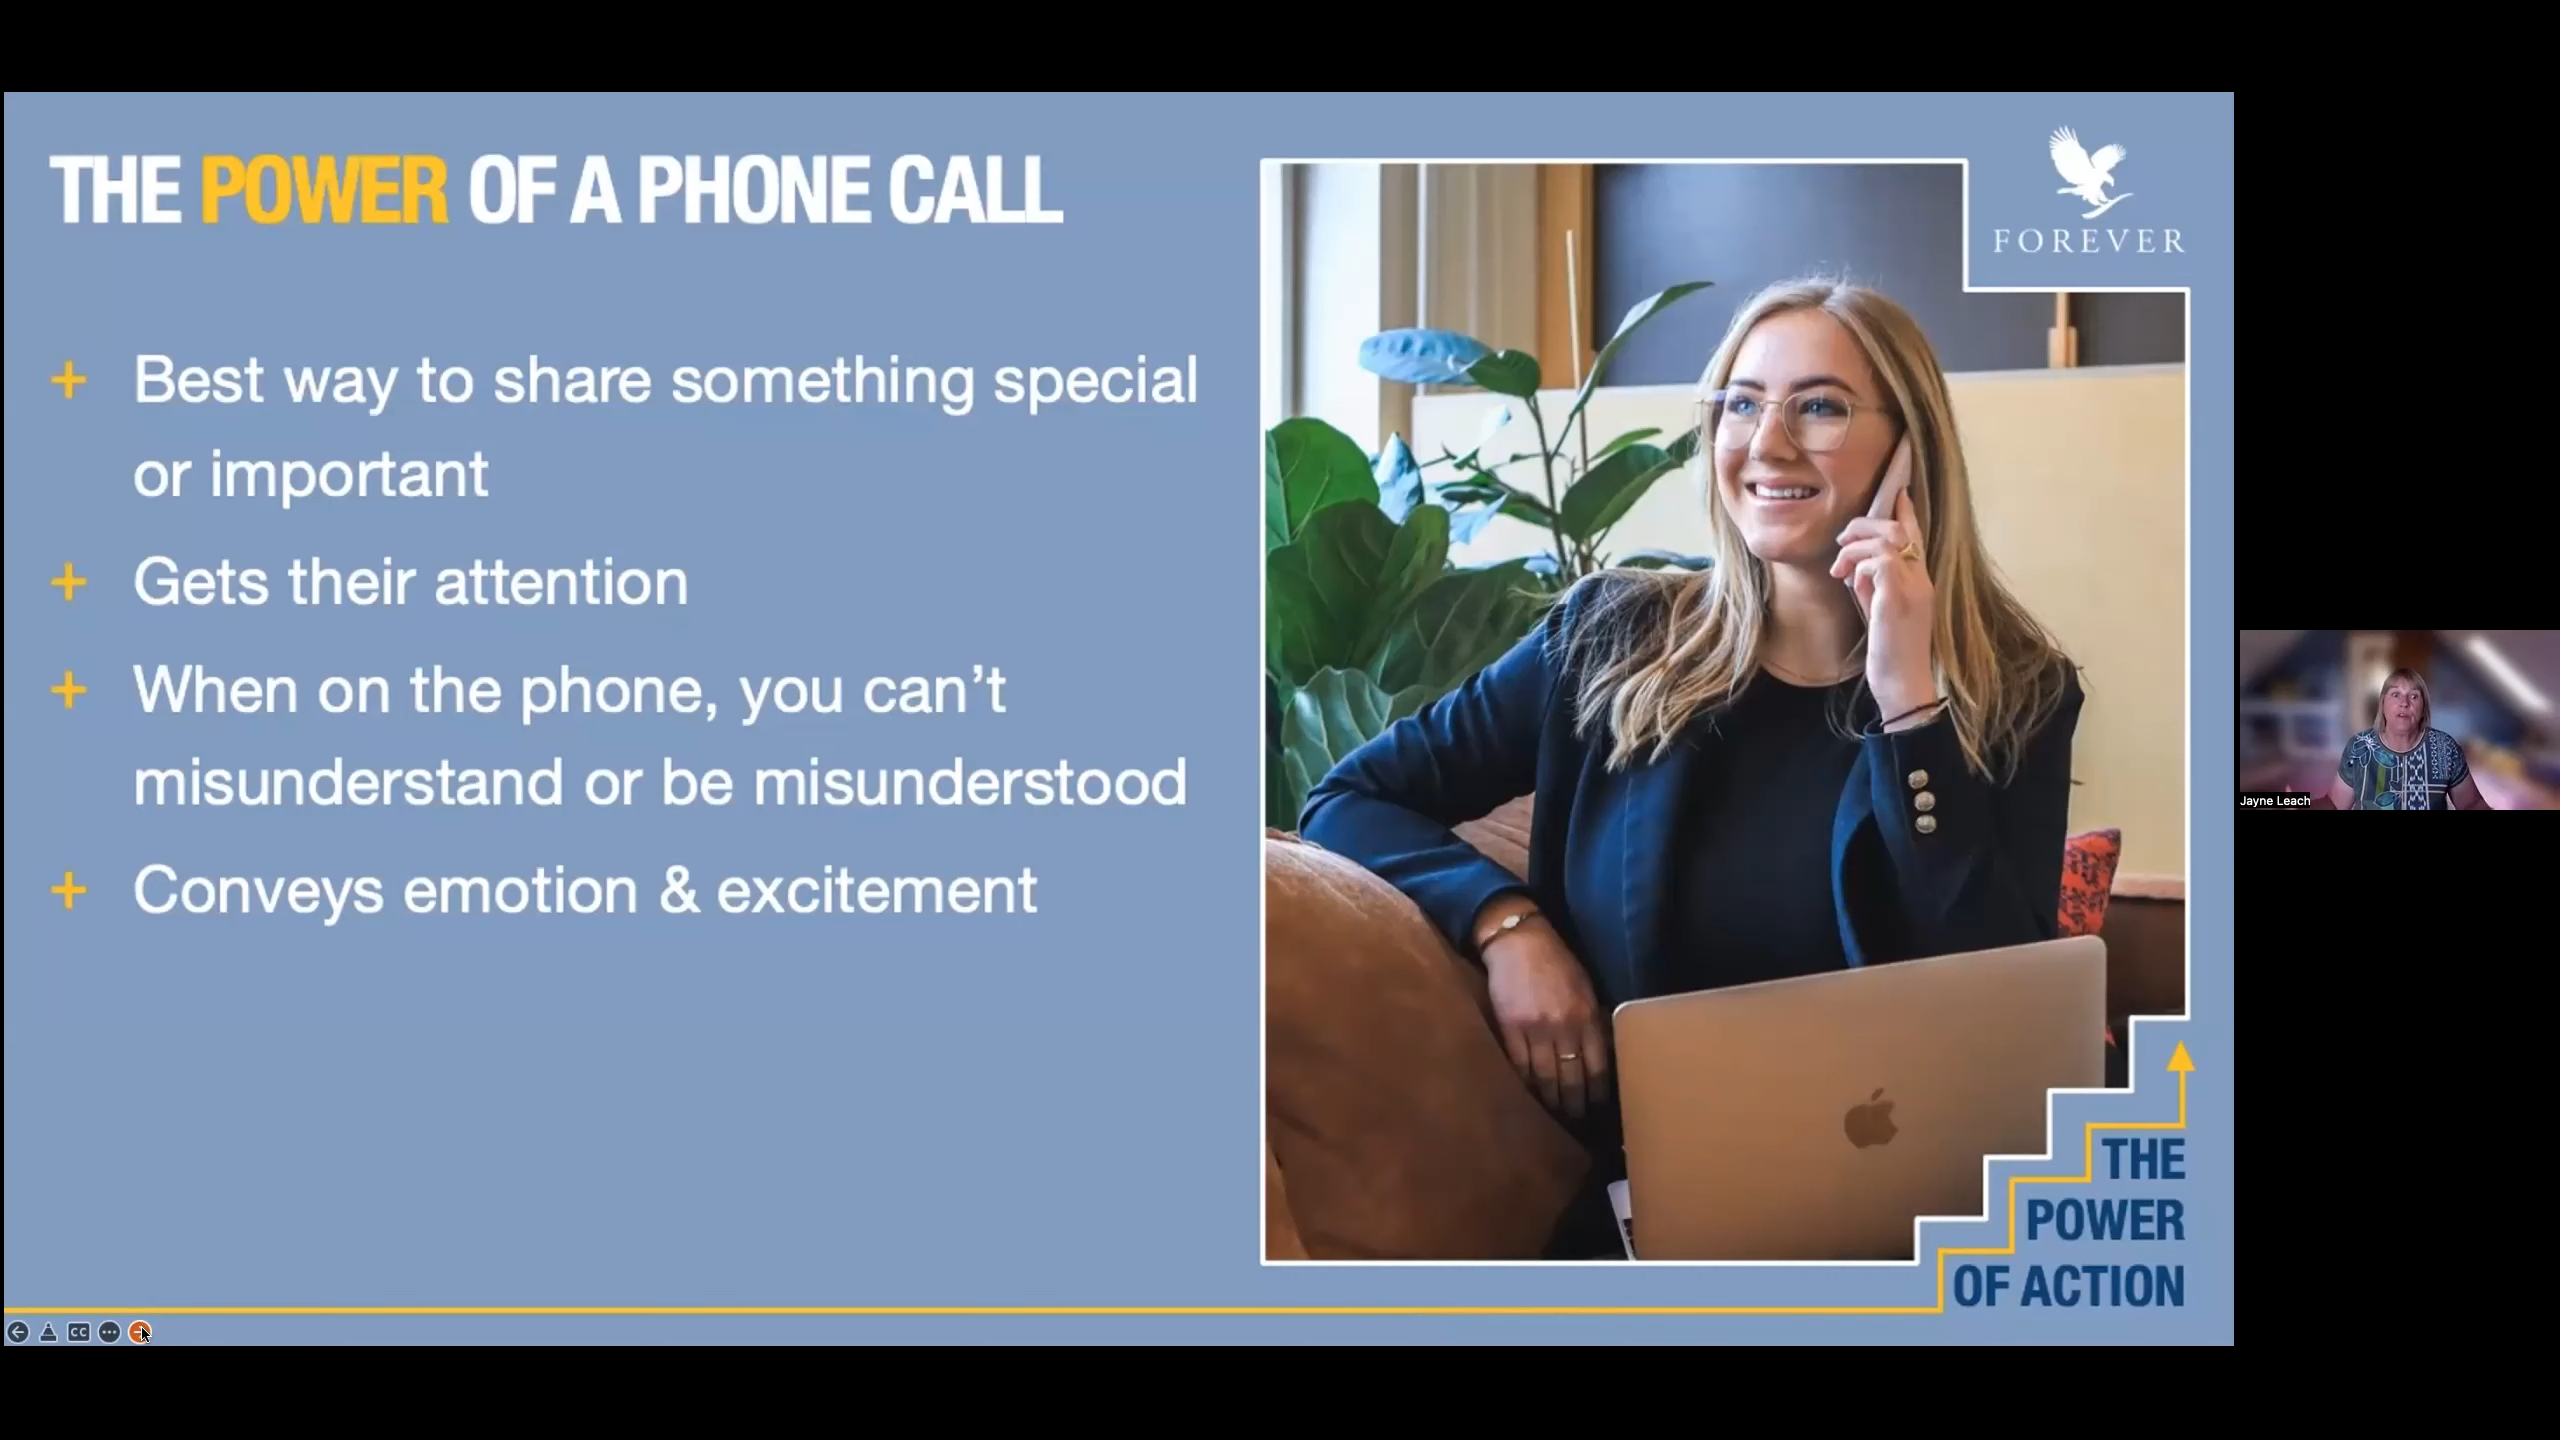 THE POWER OF A PHONE CALL
FOREVER
+ Best way to share something special
or important
+ Gets their attention
+ When on the phone, you can’t
misunderstand or be misunderstood
+ Conveys emotion & excitement
Jayne Leach
THE
POWER
OF ACTION
CC